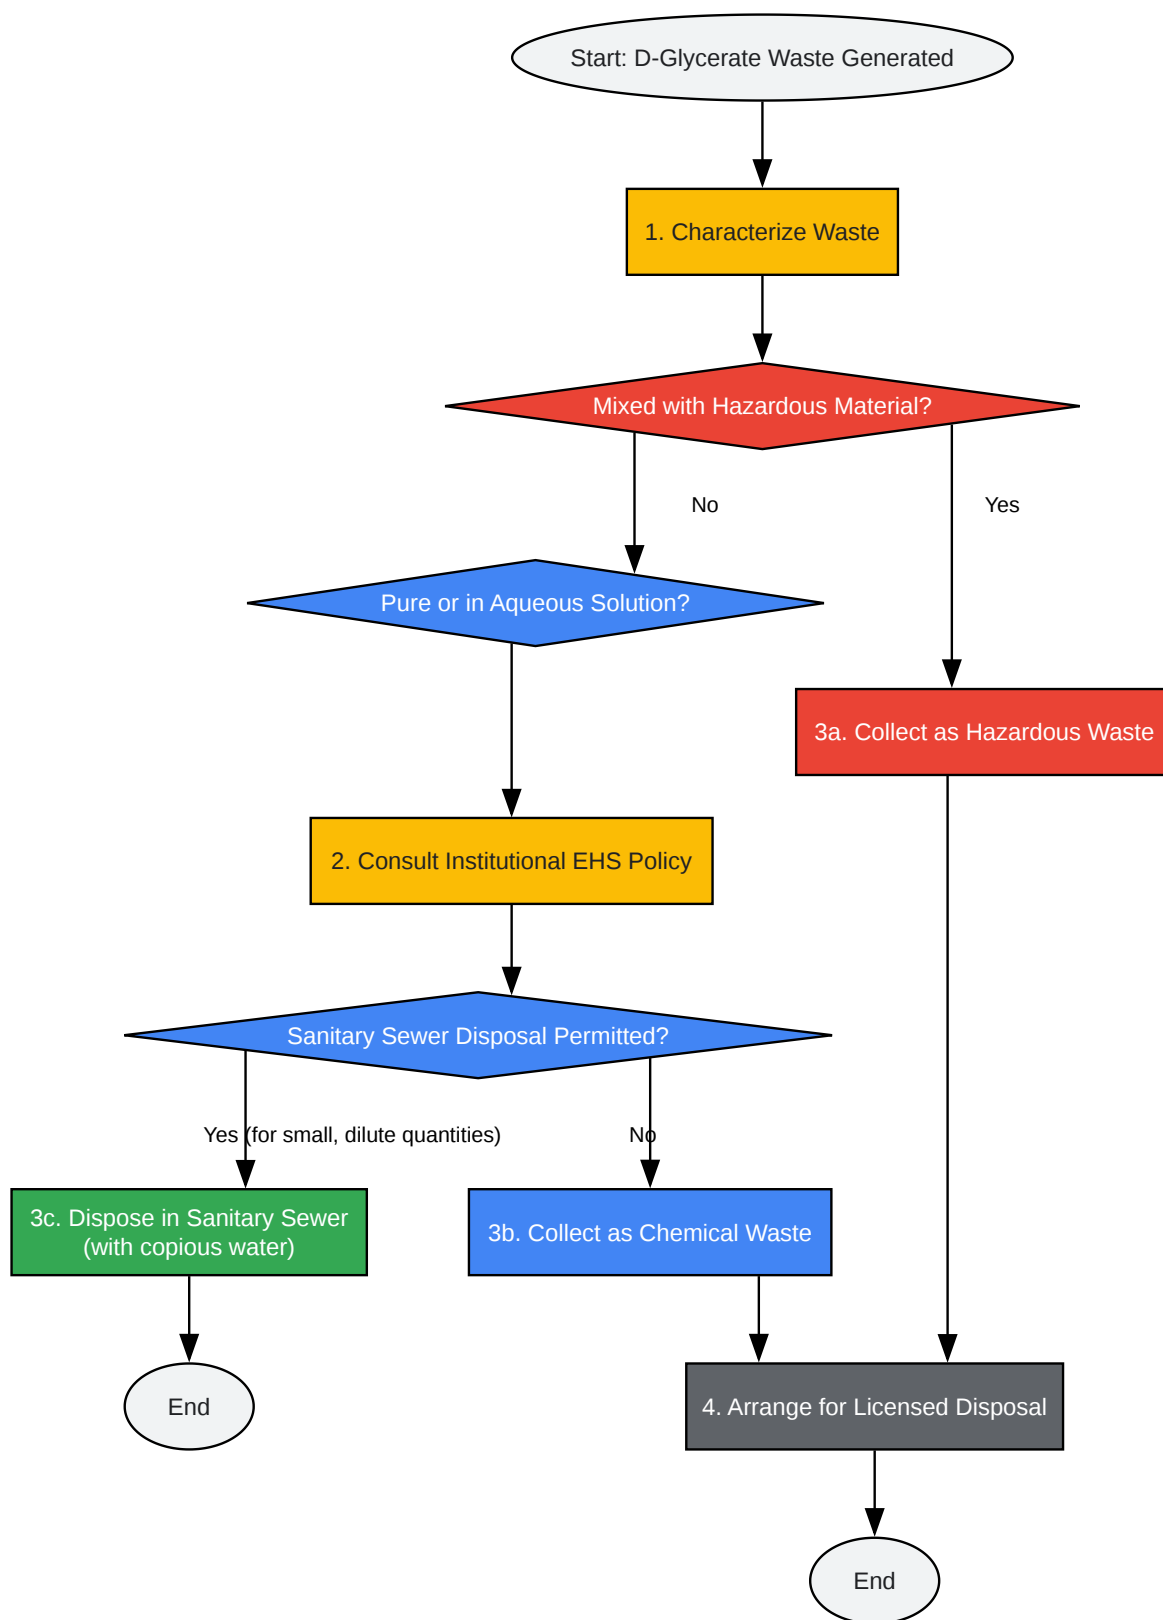 Start: D-Glycerate Waste Generated
1. Characterize Waste
Mixed with Hazardous Material?
No
Yes
Pure or in Aqueous Solution?
3a. Collect as Hazardous Waste
2. Consult Institutional EHS Policy
Sanitary Sewer Disposal Permitted?
Yes (for small, dilute quantities)
No
3c. Dispose in Sanitary Sewer
(with copious water)
3b. Collect as Chemical Waste
End
4. Arrange for Licensed Disposal
End